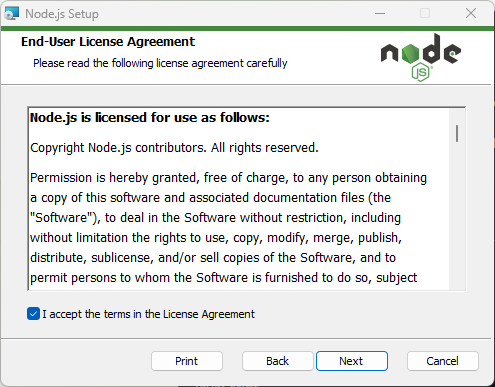 Node.js Setup
End-User License Agreement
Please read the following license agreement carefully
node
JS
Node.js is licensed for use as follows:
Copyright Node.js contributors. All rights reserved.
Permission is hereby granted, free of charge, to any person obtaining
a copy of this software and associated documentation files (the
"Software"), to deal in the Software without restriction, including
without limitation the rights to use, copy, modify, merge, publish,
distribute, sublicense, and/or sell copies of the Software, and to
permit persons to whom the Software is furnished to do so, subject
I accept the terms in the License Agreement
Print
Back
Next
Cancel